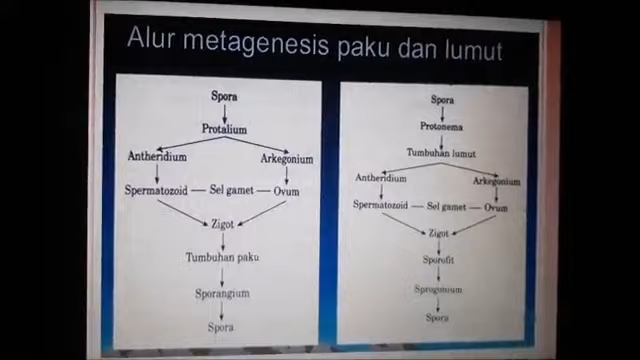 Alur metagenesis paku dan lumut
Spora
Protalium
Antheridium
Arkegonium
Spermatozoid — Sel gamet — Ovum
Zigot
Tumbuhan paku
Sporangium
Spora
Spora
Protonema
Tumbuhan lumut
Antheridium
Arkegonium
Spermatozoid — Sel gamet — Ovum
Zigot
Sporofit
Sprogonium
Spora